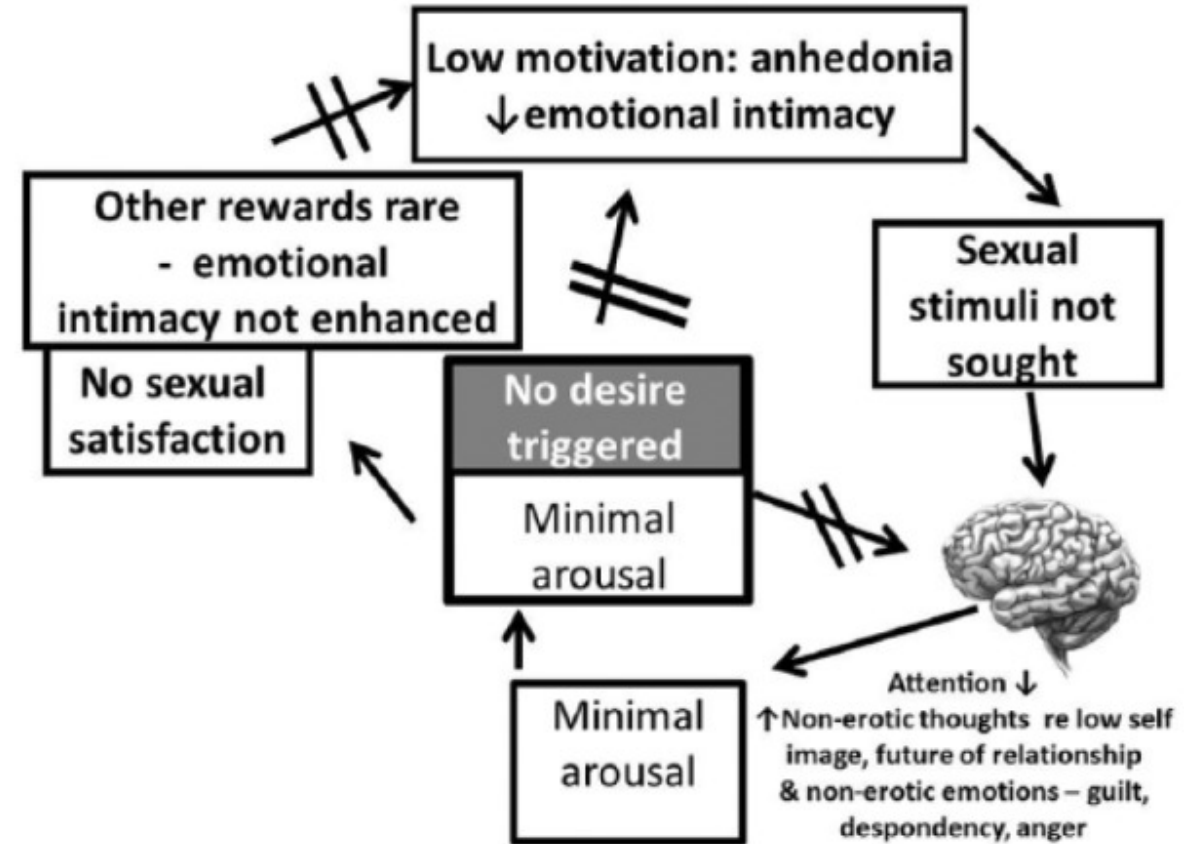 Low motivation: anhedonia
↓emotional intimacy
Other rewards rare
- emotional
intimacy not enhanced
No sexual
satisfaction
Sexual
stimuli not
sought
No desire
triggered
Minimal
arousal
Minimal
arousal
Attention ↓
↑Non-erotic thoughts re low self
image, future of relationship
& non-erotic emotions – guilt,
despondency, anger